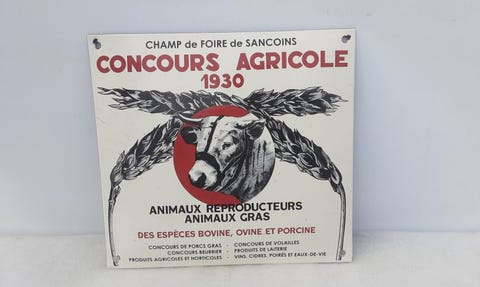 CHAMP de FOIRE de SANCOINS
CONCOURS AGRICOLE
1930
ANIMAUX REPRODUCTEURS
ANIMAUX GRAS
DES ESPÈCES BOVINE, OVINE ET PORCINE
CONCOURS DE PORCS GRAS - CONCOURS DE VOLAILLES
CONCOURS BEURRIER - PRODUITS DE LAITERIE
PRODUITS AGRICOLES ET HORTICOLES - VINS, CIDRES, POIRÉS ET EAUX-DE-VIE